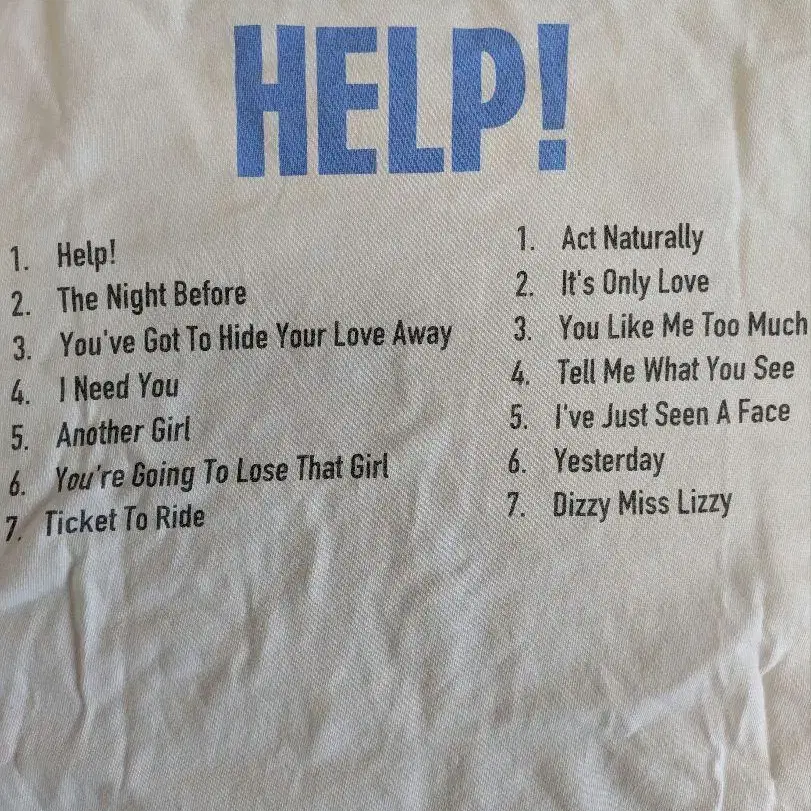 HELP!
1. Help!
2. The Night Before
3. You've Got To Hide Your Love Away
4. I Need You
5. Another Girl
6. You're Going To Lose That Girl
7. Ticket To Ride
1. Act Naturally
2. It's Only Love
3. You Like Me Too Much
4. Tell Me What You See
5. I've Just Seen A Face
6. Yesterday
7. Dizzy Miss Lizzy